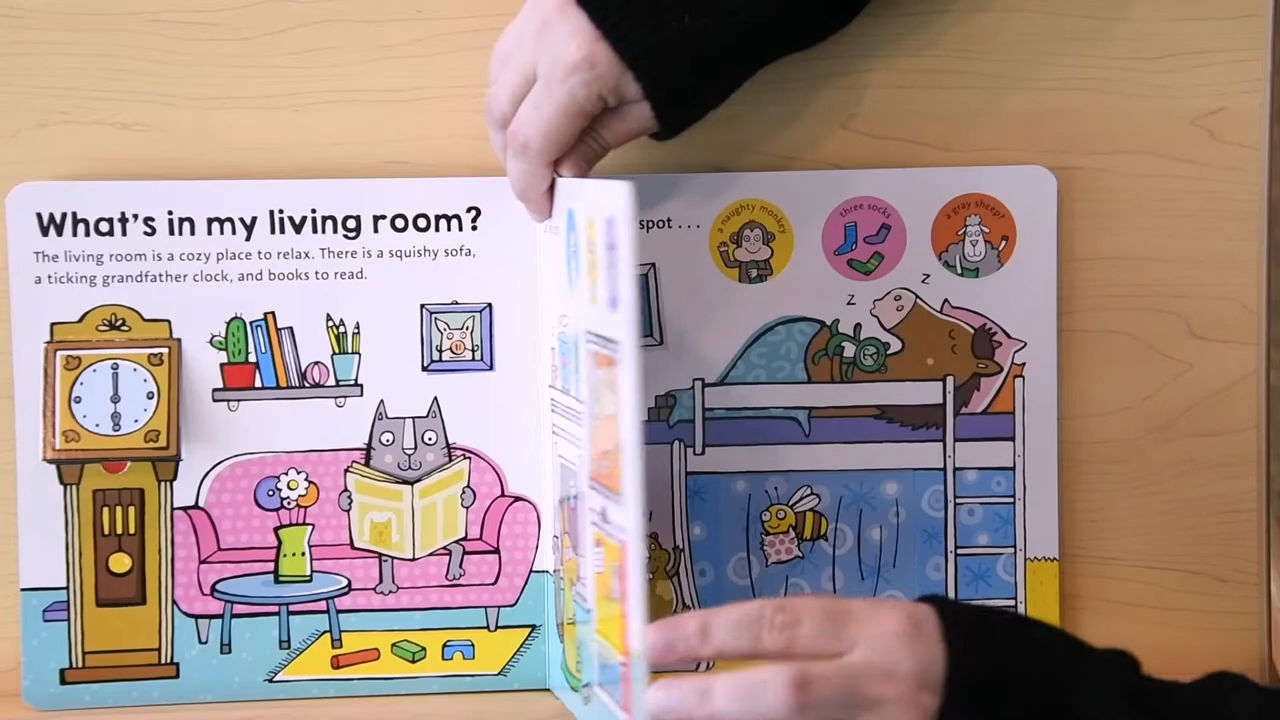 What's in my living room?
The living room is a cozy place to relax. There is a squishy sofa,
a ticking grandfather clock, and books to read.
spot . . .
a naughty monkey
three socks
a gray sheep?
z
z